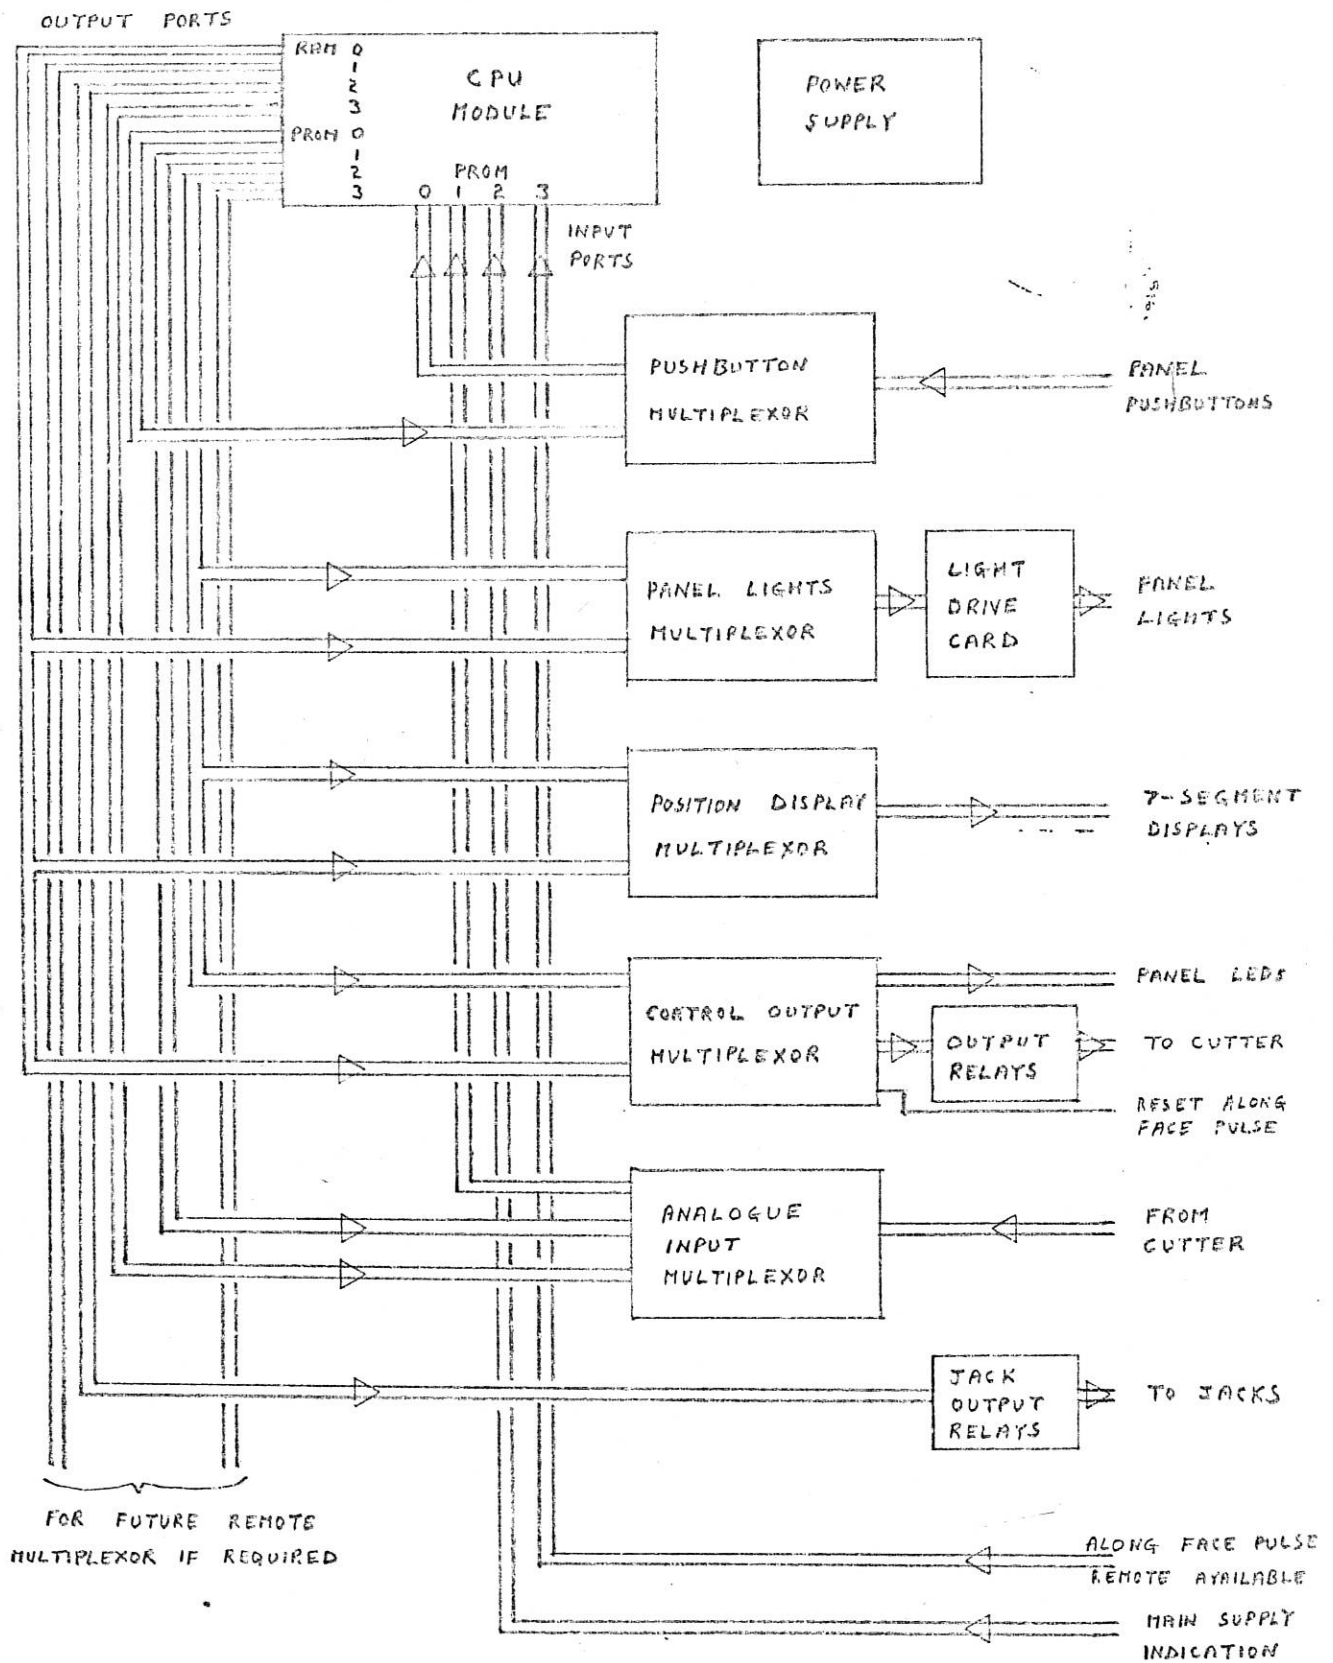 OUTPUT PORTS
RAM 0
1
2
3
PROM 0
1
2
3
CPU
MODULE
PROM
0 1 2 3
INPUT
PORTS
POWER
SUPPLY
PUSHBUTTON
MULTIPLEXOR
PANEL
PUSHBUTTONS
PANEL LIGHTS
MULTIPLEXOR
LIGHT
DRIVE
CARD
PANEL
LIGHTS
POSITION DISPLAY
MULTIPLEXOR
7-SEGMENT
DISPLAYS
CONTROL OUTPUT
MULTIPLEXOR
PANEL LEDS
OUTPUT
RELAYS
TO CUTTER
RESET ALONG
FACE PULSE
ANALOGUE
INPUT
MULTIPLEXOR
FROM
CUTTER
JACK
OUTPUT
RELAYS
TO JACKS
FOR FUTURE REMOTE
MULTIPLEXOR IF REQUIRED
ALONG FACE PULSE
REMOTE AVAILABLE
MAIN SUPPLY
INDICATION